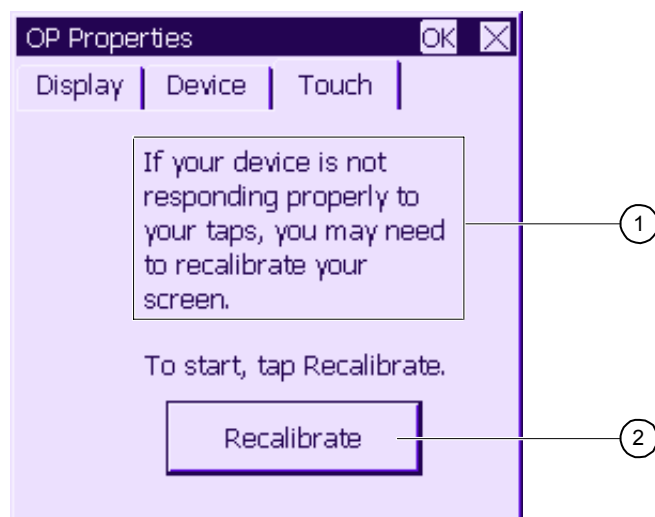 OP Properties OK
Display Device Touch
If your device is not
responding properly to
your taps, you may need
to recalibrate your
screen.
1
To start, tap Recalibrate.
Recalibrate
2